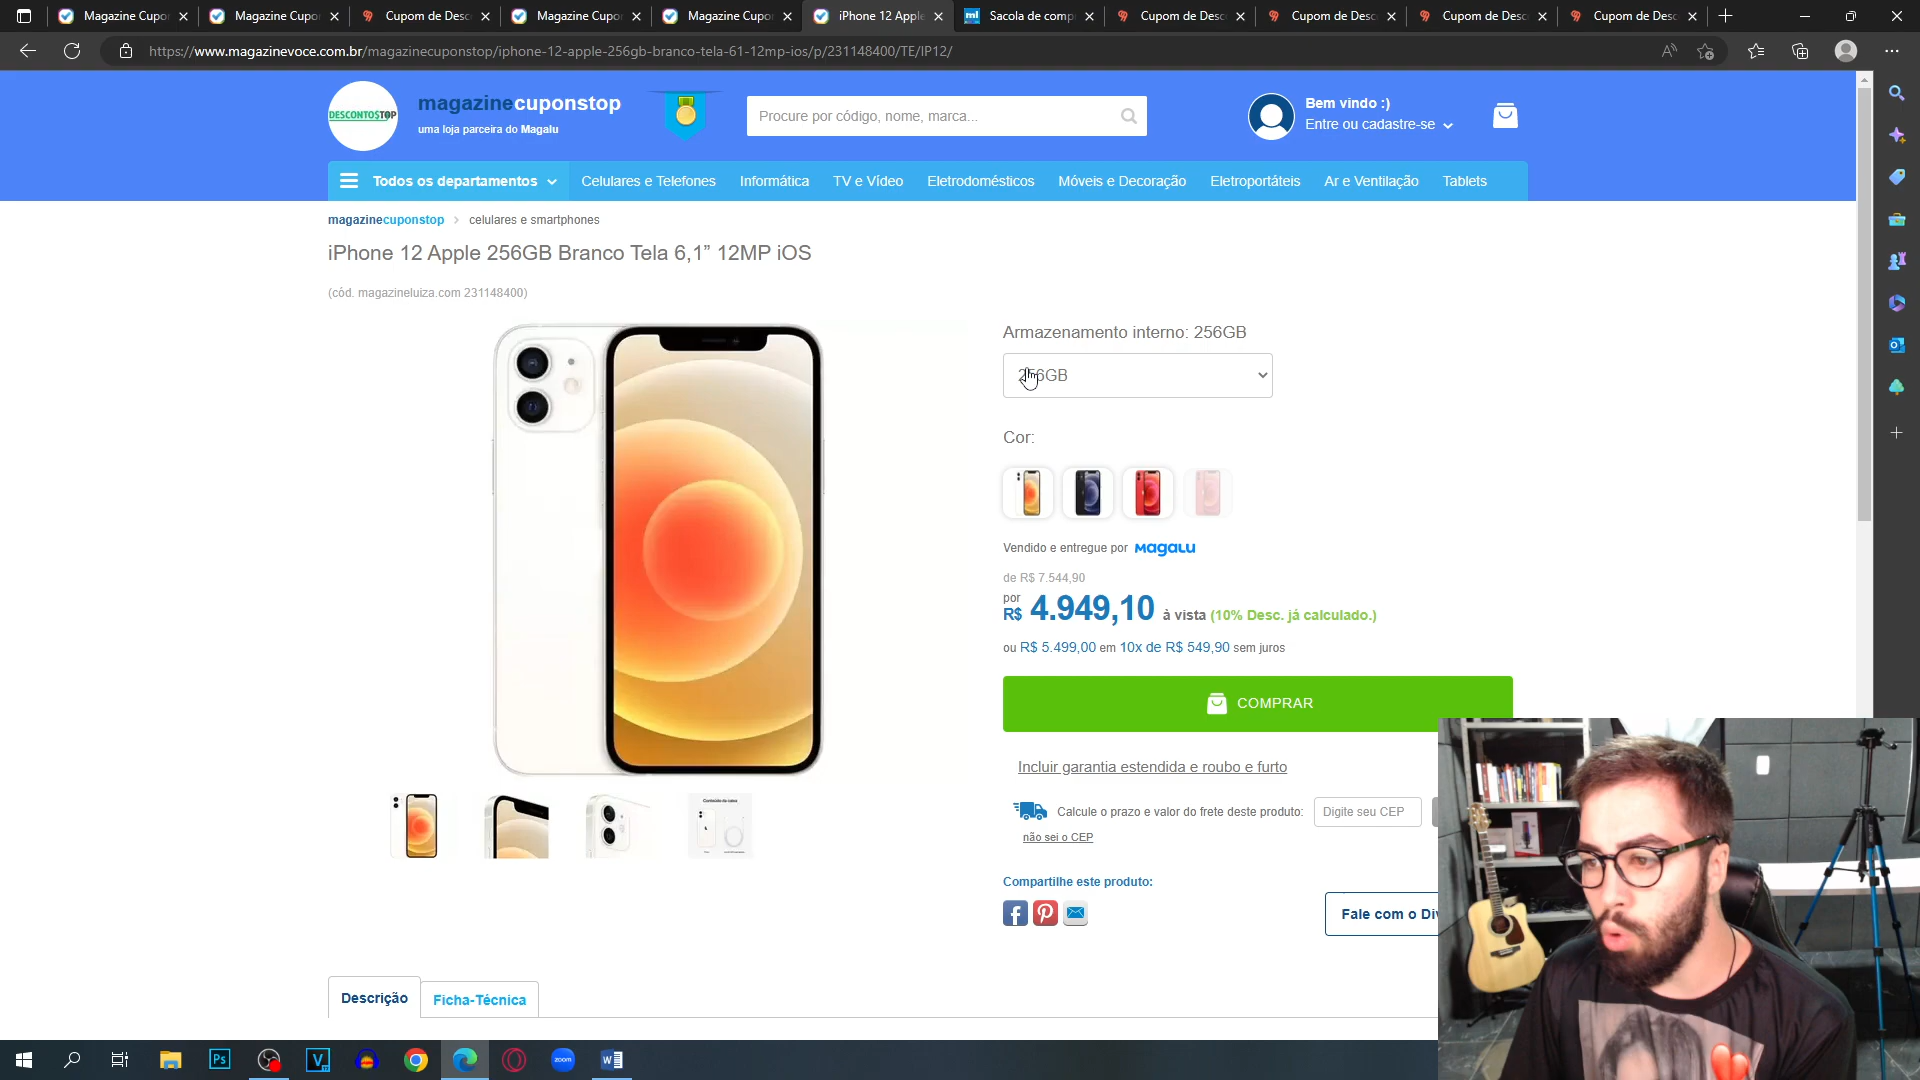 Magazine Cupo
Magazine Cupo
Cupom de Desc
Magazine Cupo
Magazine Cupo
iPhone 12 Apple
ml
Sacola de comp
Cupom de Desc
Cupom de Desc
Cupom de Desc
Cupom de Desc
https://www.magazinevoce.com.br/magazinecuponstop/iphone-12-apple-256gb-branco-tela-61-12mp-ios/p/231148400/TE/IP12/
DESCONTOSTOP
magazinecuponstop
uma loja parceira do Magalu
Procure por código, nome, marca...
Bem vindo :)
Entre ou cadastre-se
Todos os departamentos
Celulares e Telefones
Informática
TV e Vídeo
Eletrodomésticos
Móveis e Decoração
Eletroportáteis
Ar e Ventilação
Tablets
magazinecuponstop > celulares e smartphones
iPhone 12 Apple 256GB Branco Tela 6,1” 12MP iOS
(cód. magazineluiza.com 231148400)
Armazenamento interno: 256GB
256GB
Cor:
Vendido e entregue por magalu
de R$ 7.544,90
por
R$ 4.949,10 à vista (10% Desc. já calculado.)
ou R$ 5.499,00 em 10x de R$ 549,90 sem juros
COMPRAR
Incluir garantia estendida e roubo e furto
Calcule o prazo e valor do frete deste produto:
Digite seu CEP
não sei o CEP
Conteúdo da caixa
Compartilhe este produto:
Fale com o Di
Descrição
Ficha-Técnica
Ps
V
zoom
W